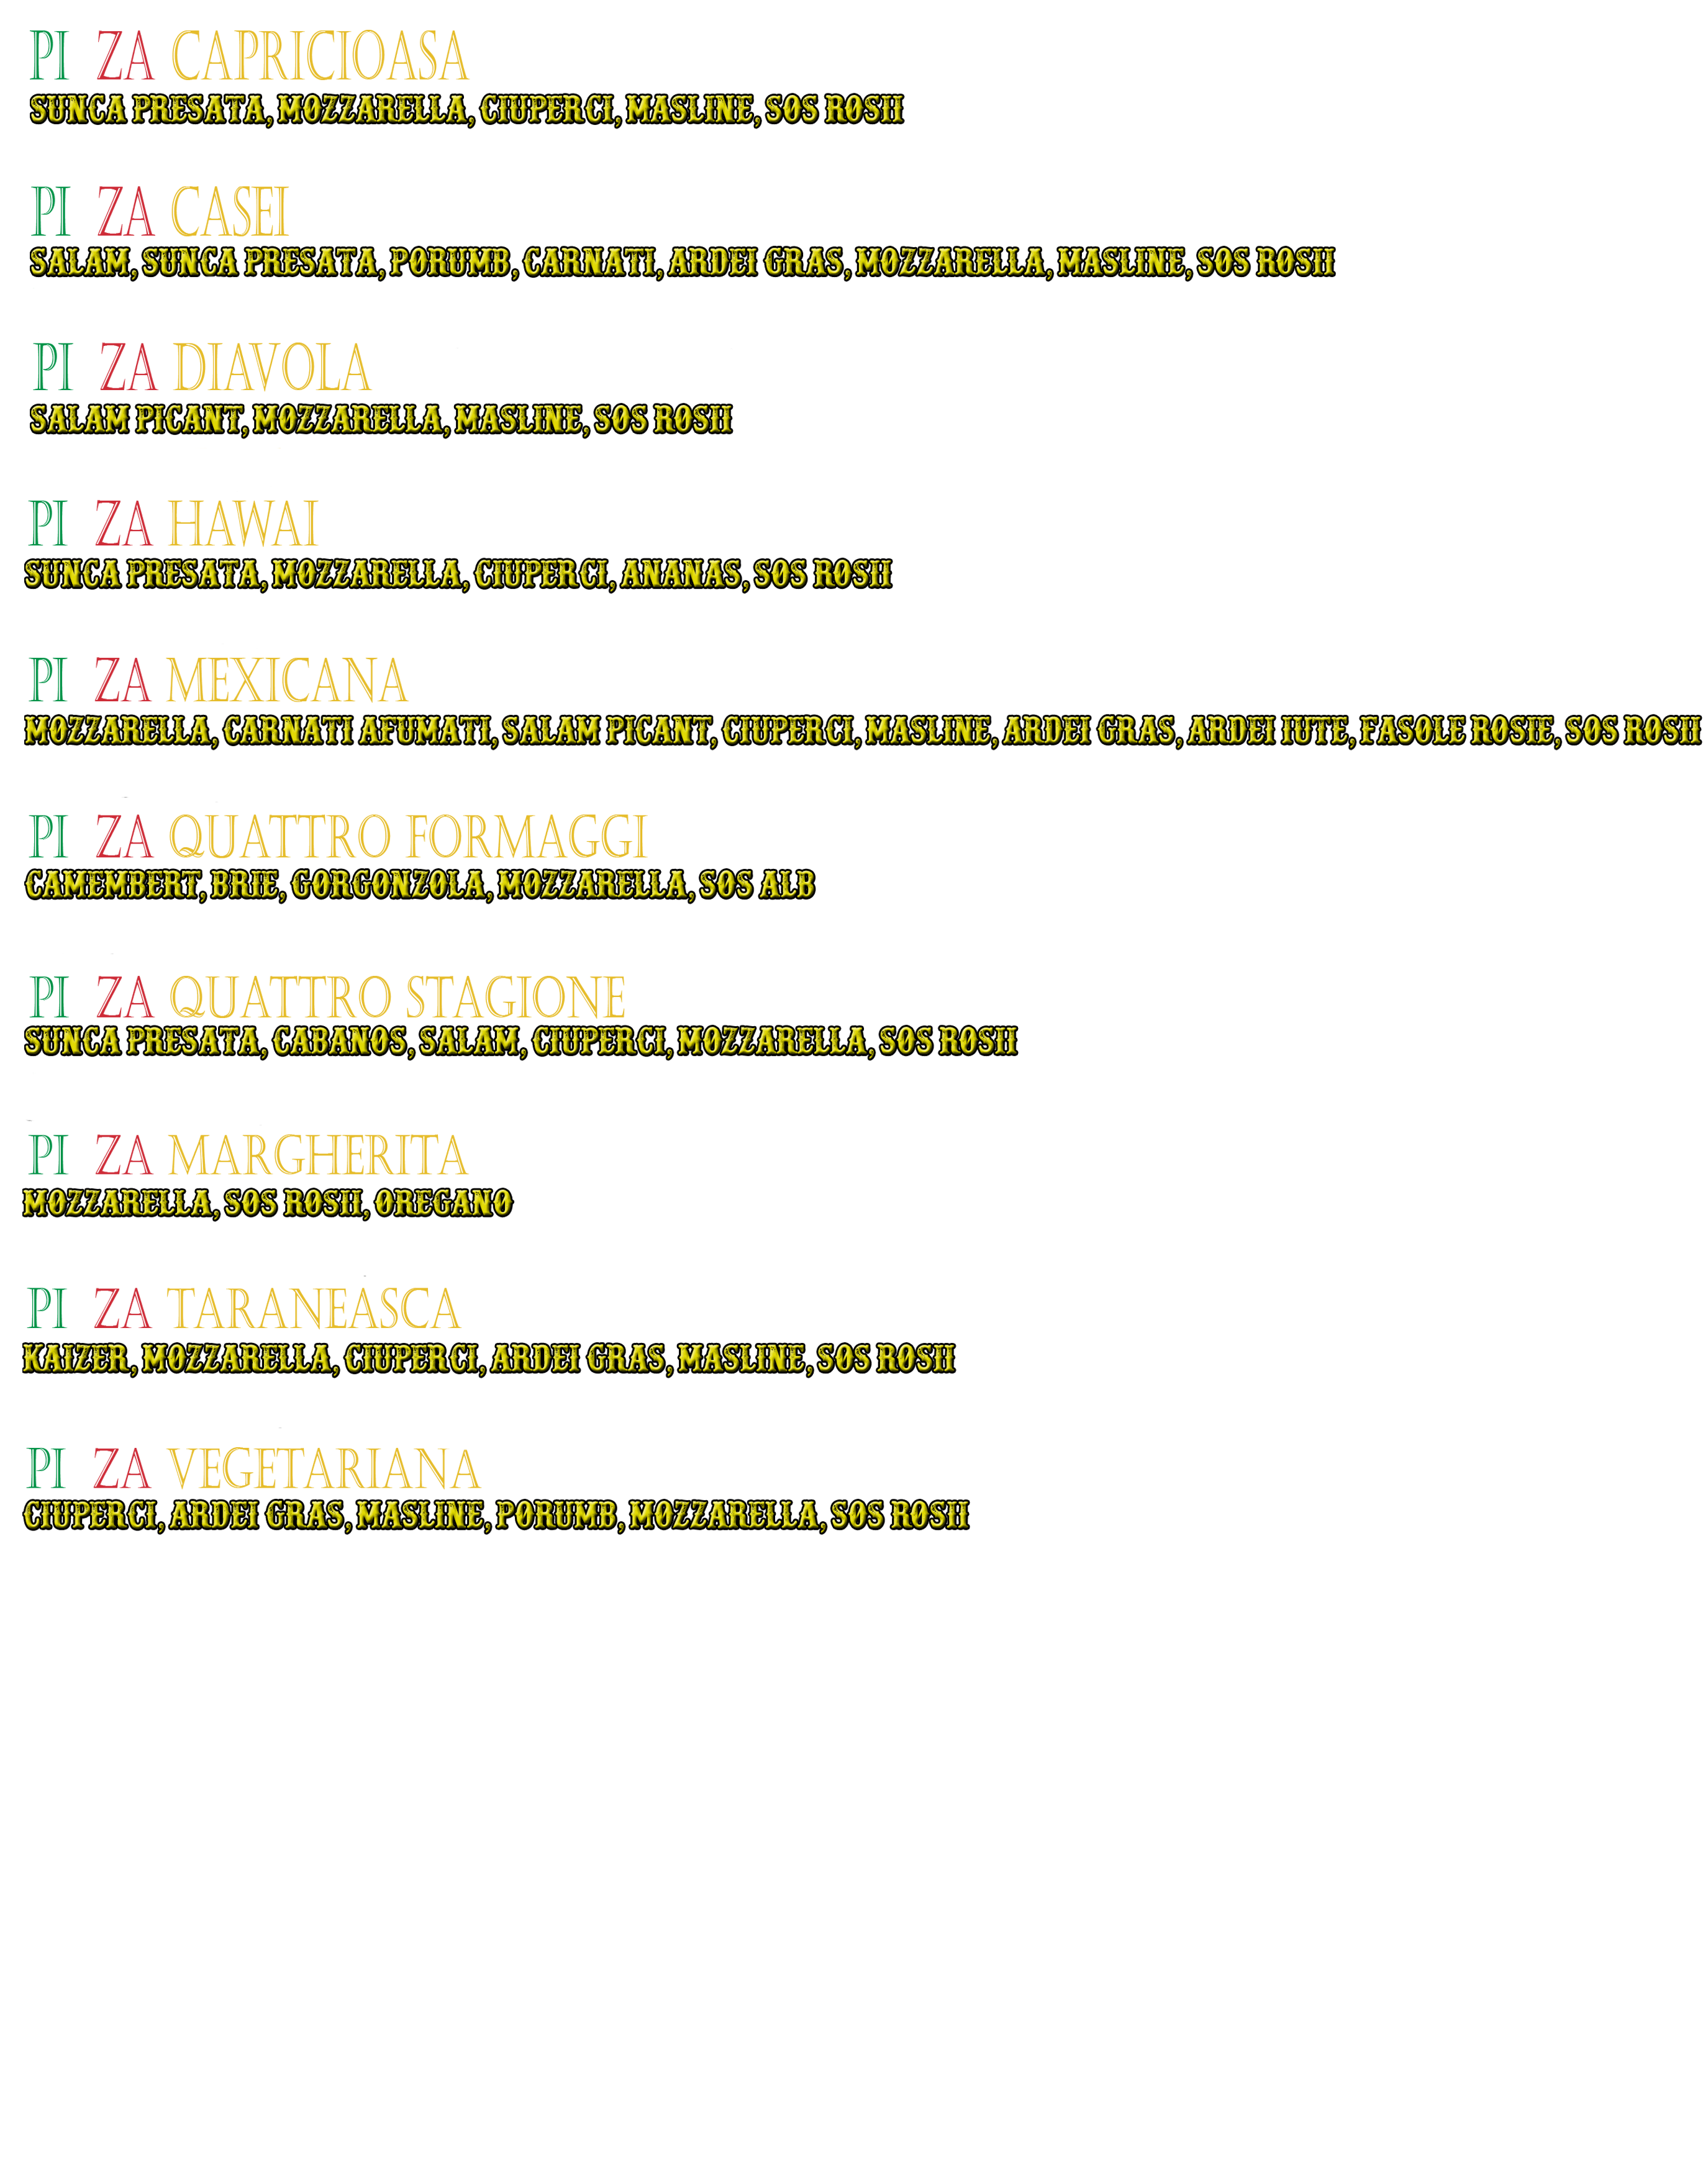 PI ZA CAPRICIOASA
SUNCA PRESATA, MOZZARELLA, CIUPERCI, MASLINE, SOS ROSII
PI ZA CASEI
SALAM, SUNCA PRESATA, PORUMB, CARNATI, ARDEI GRAS, MOZZARELLA, MASLINE, SOS ROSII
PI ZA DIAVOLA
SALAM PICANT, MOZZARELLA, MASLINE, SOS ROSII
PI ZA HAWAI
SUNCA PRESATA, MOZZARELLA, CIUPERCI, ANANAS, SOS ROSII
PI ZA MEXICANA
MOZZARELLA, CARNATI AFUMATI, SALAM PICANT, CIUPERCI, MASLINE, ARDEI GRAS, ARDEI IUTE, FASOLE ROSIE, SOS ROSII
PI ZA QUATTRO FORMAGGI
CAMEMBERT, BRIE, GORGONZOLA, MOZZARELLA, SOS ALB
PI ZA QUATTRO STAGIONE
SUNCA PRESATA, CABANOS, SALAM, CIUPERCI, MOZZARELLA, SOS ROSII
PI ZA MARGHERITA
MOZZARELLA, SOS ROSII, OREGANO
PI ZA TARANEASCA
KAIZER, MOZZARELLA, CIUPERCI, ARDEI GRAS, MASLINE, SOS ROSII
PI ZA VEGETARIANA
CIUPERCI, ARDEI GRAS, MASLINE, PORUMB, MOZZARELLA, SOS ROSII